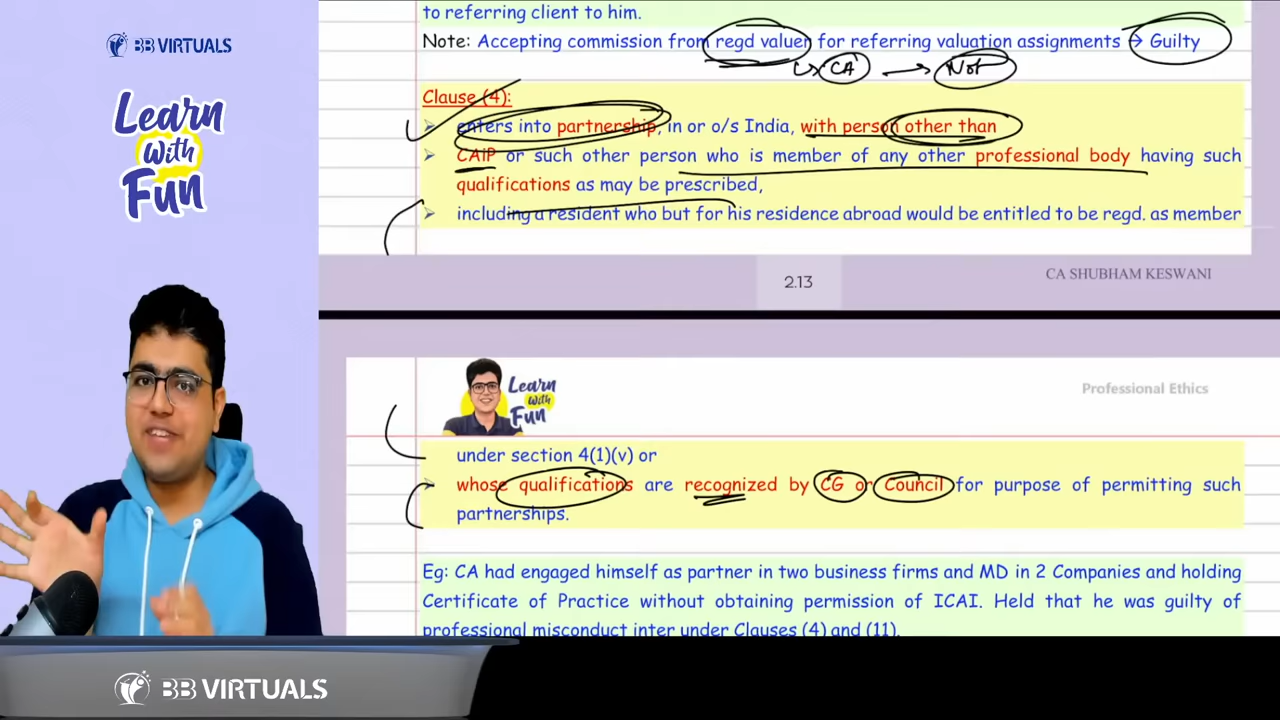 to referring client to him.
BB VIRTUALS
Note: Accepting commission from regd valuer for referring valuation assignments → Guilty
CA → Not
Learn
With
Fun
Clause (4):
enters into partnership, in or o/s India, with person other than
CAiP or such other person who is member of any other professional body having such
qualifications as may be prescribed,
including a resident who but for his residence abroad would be entitled to be regd. as member
2.13
CA SHUBHAM KESWANI
Learn
With
Fun
Professional Ethics
under section 4(1)(v) or
whose qualifications are recognized by CG or Council for purpose of permitting such
partnerships.
Eg: CA had engaged himself as partner in two business firms and MD in 2 Companies and holding
Certificate of Practice without obtaining permission of ICAI. Held that he was guilty of
professional misconduct inter under Clauses (4) and (11).
BB VIRTUALS